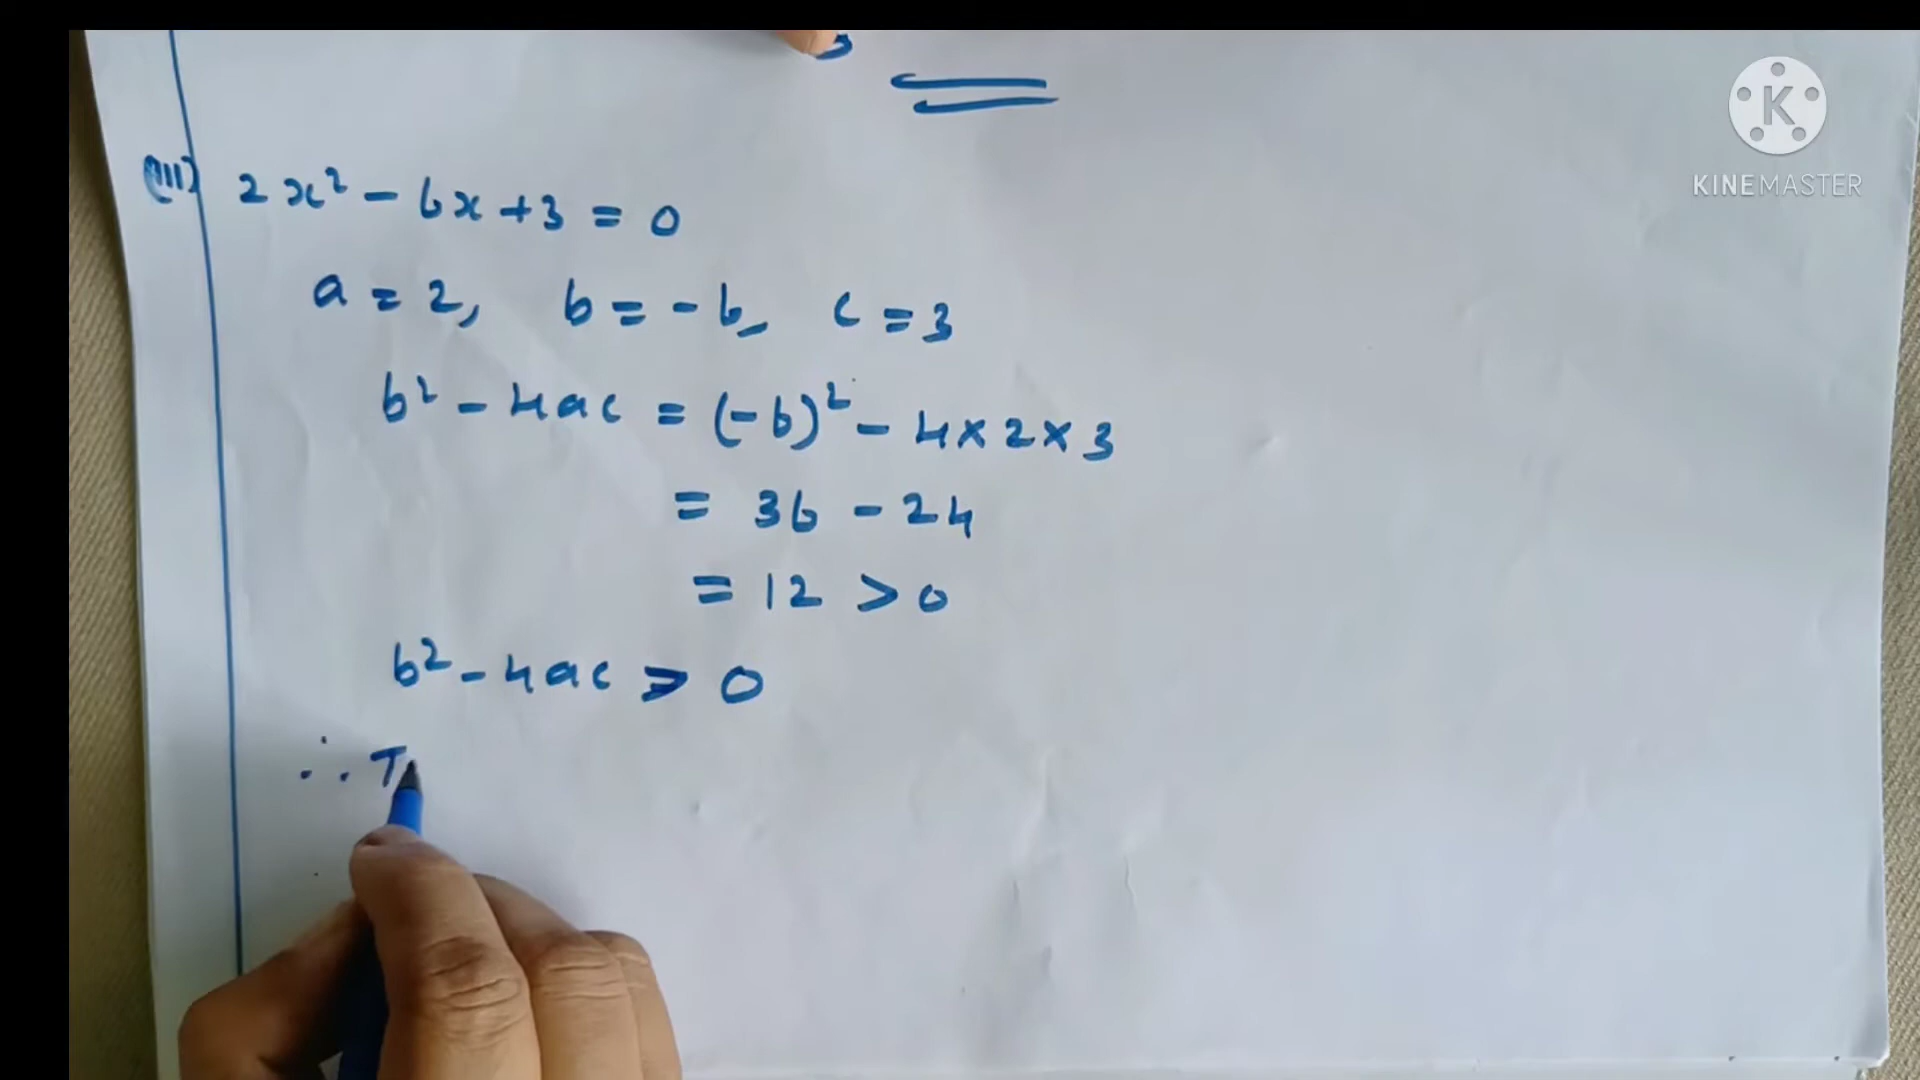 (III) 2x² - 6x + 3 = 0
a = 2, b = -6, c = 3
b² - 4ac = (-6)² - 4 × 2 × 3
= 36 - 24
= 12 > 0
b² - 4ac > 0
∴ T
K
KINEMASTER